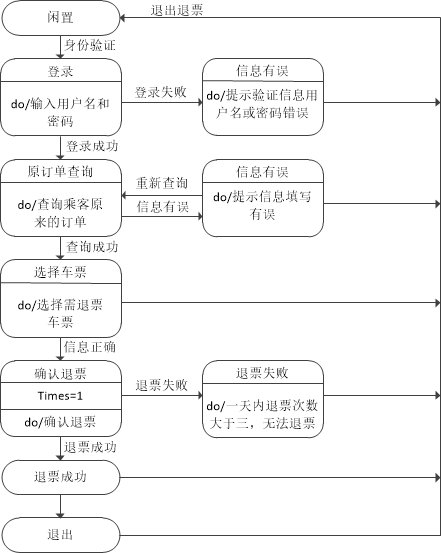 闲置
退出退票
身份验证
登录
do/输入用户名和
密码
登录失败
信息有误
do/提示验证信息用
户名或密码错误
登录成功
原订单查询
do/查询乘客原
来的订单
重新查询
信息有误
信息有误
do/提示信息填写
有误
查询成功
选择车票
do/选择需退票
车票
信息正确
确认退票
Times=1
do/确认退票
退票失败
退票失败
do/一天内退票次数
大于三，无法退票
退票成功
退票成功
退出